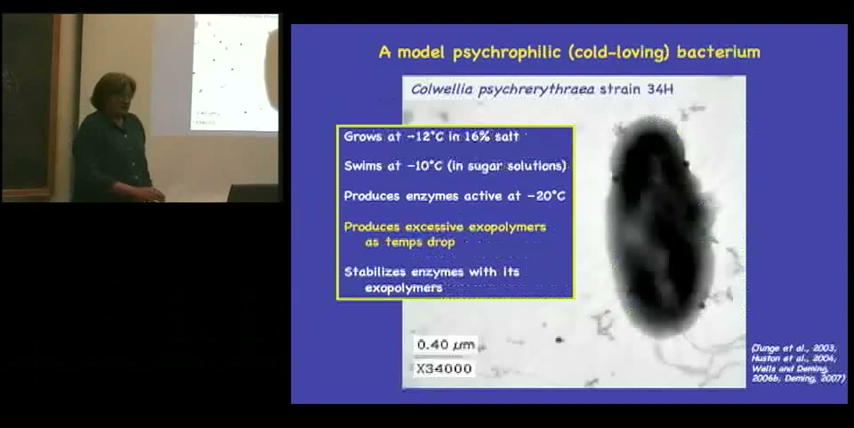 A model psychrophilic (cold-loving) bacterium
Colwellia psychrerythraea strain 34H
Grows at -12°C in 16% salt
Swims at -10°C (in sugar solutions)
Produces enzymes active at -20°C
Produces excessive exopolymers
as temps drop
Stabilizes enzymes with its
exopolymers
0.40 µm
X34000
(Junge et al., 2003,
Huston et al., 2004,
Wells and Deming,
2006b, Deming, 2007)